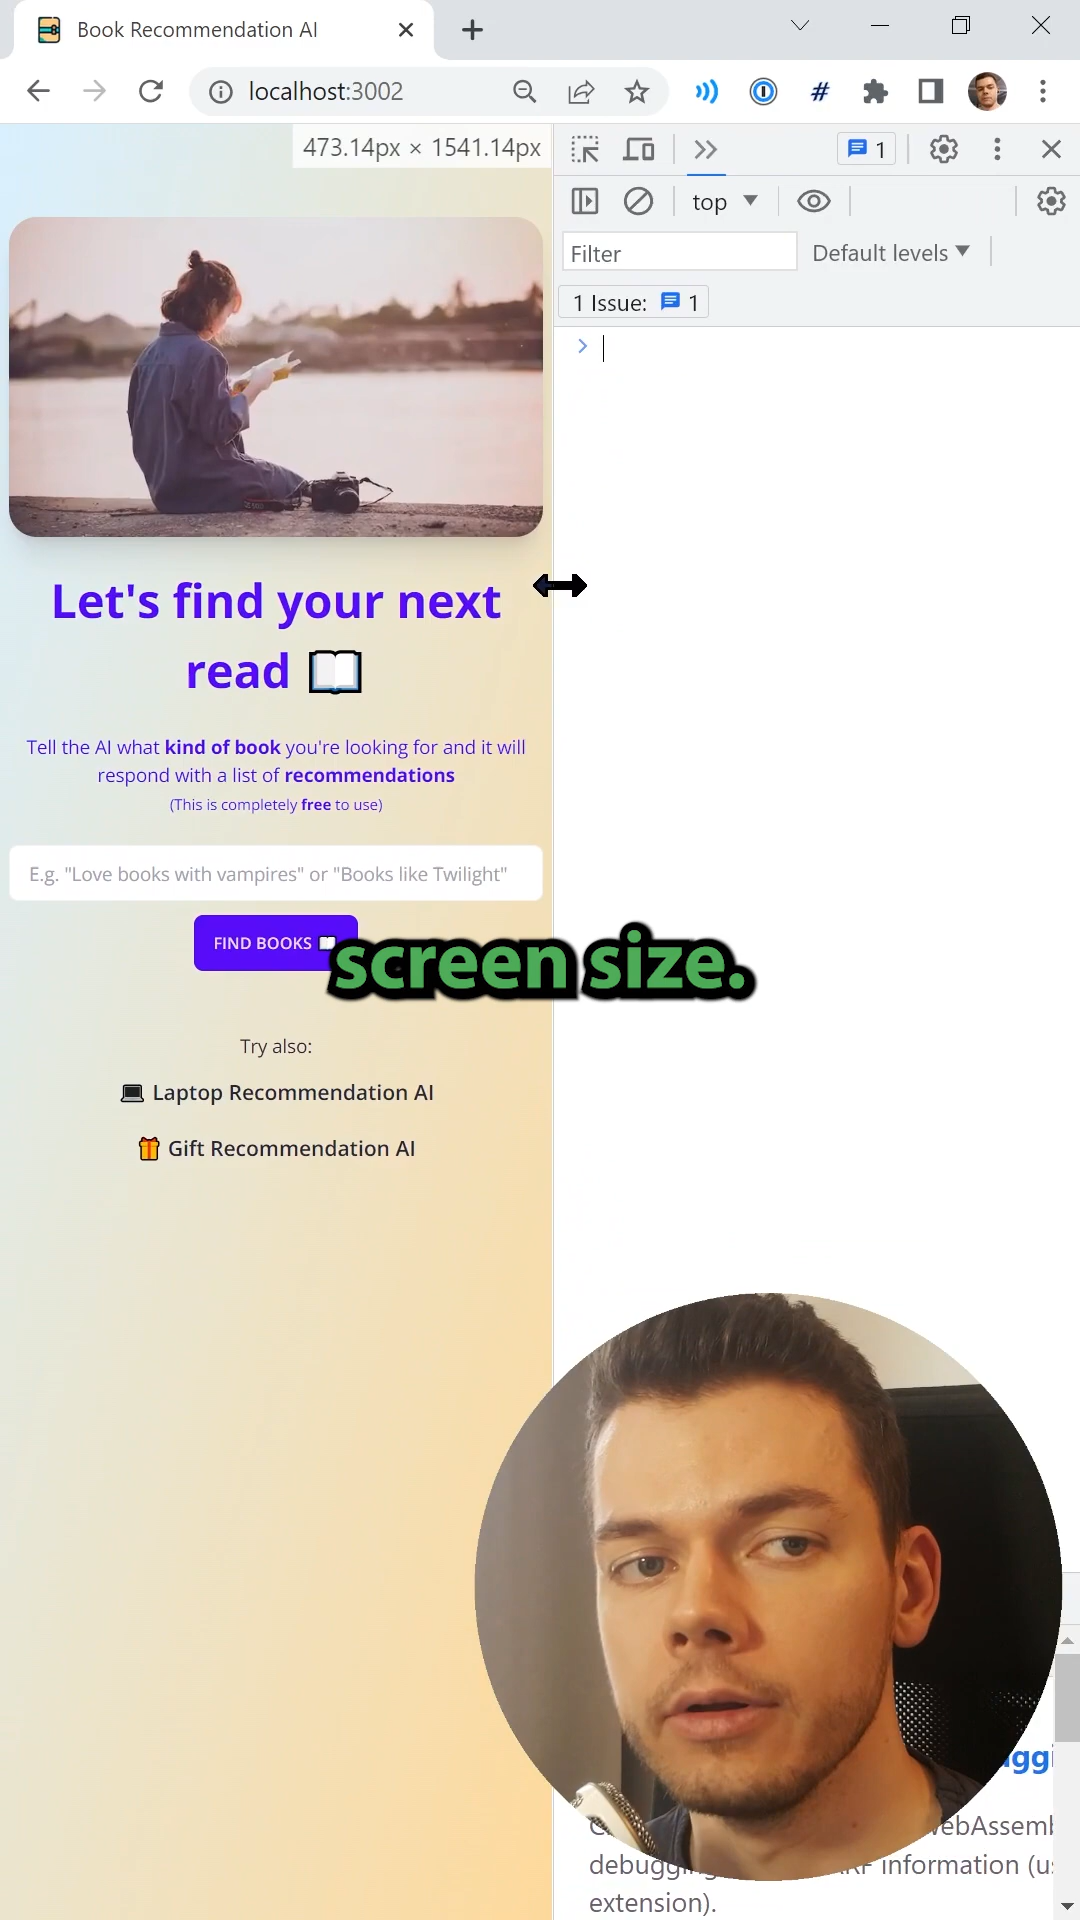 Book Recommendation AI
localhost:3002
473.14px × 1541.14px
1
top
Filter
Default levels
1 Issue: 1
Let's find your next
read
Tell the AI what kind of book you're looking for and it will
respond with a list of recommendations
(This is completely free to use)
E.g. "Love books with vampires" or "Books like Twilight"
FIND BOOKS
screen size.
Try also:
Laptop Recommendation AI
Gift Recommendation AI
information (us
extension).